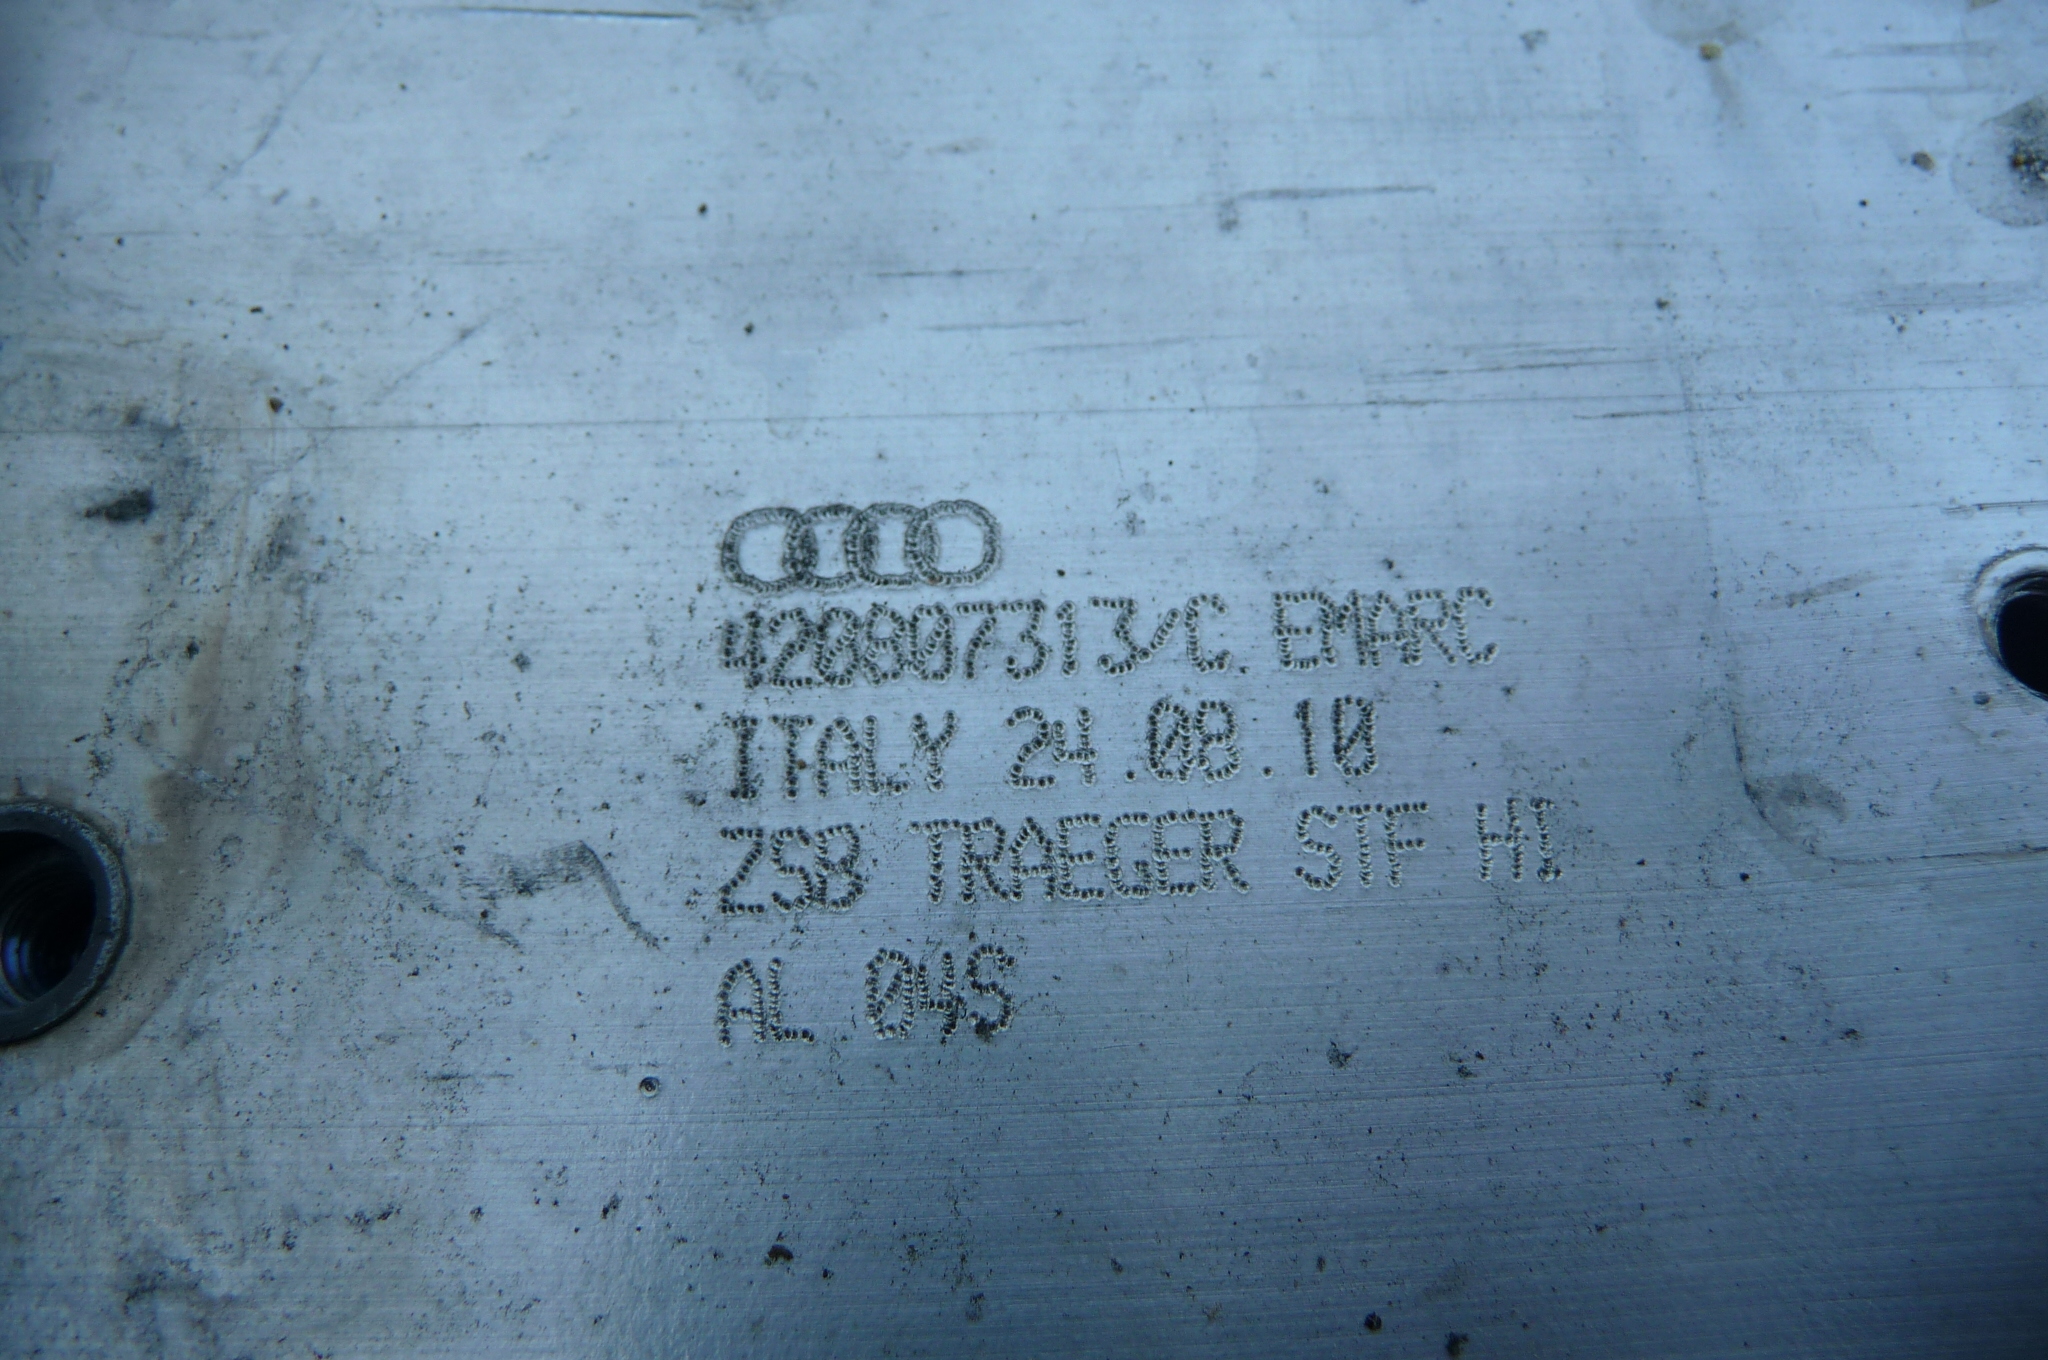 420807313/C EMARC
ITALY 24.08.10
ZSB TRAEGER STF HI
AL 04S